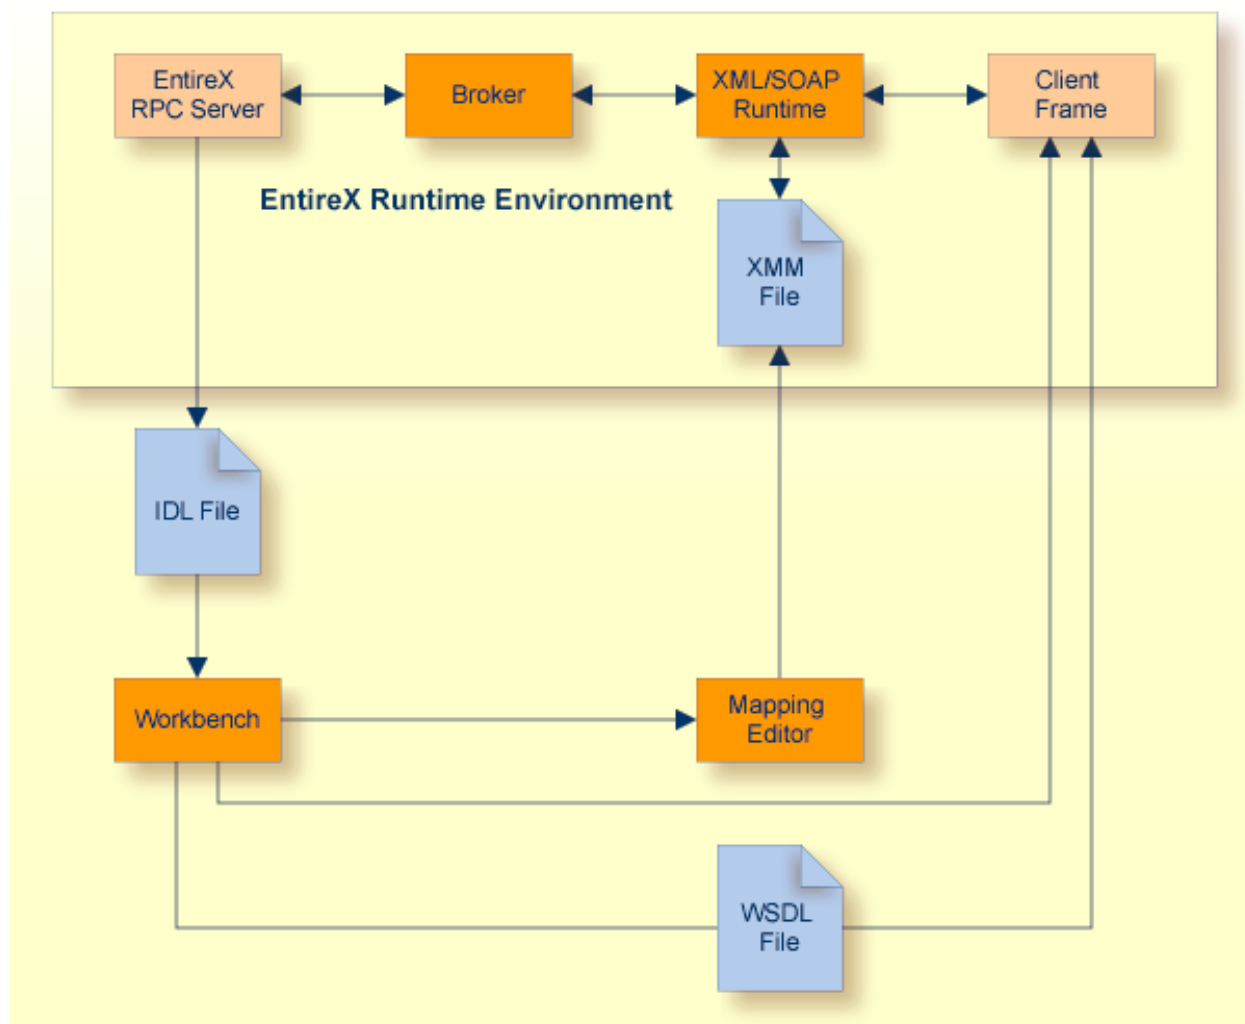 EntireX
RPC Server
Broker
XML/SOAP
Runtime
Client
Frame
EntireX Runtime Environment
XMM
File
IDL File
Workbench
Mapping
Editor
WSDL
File